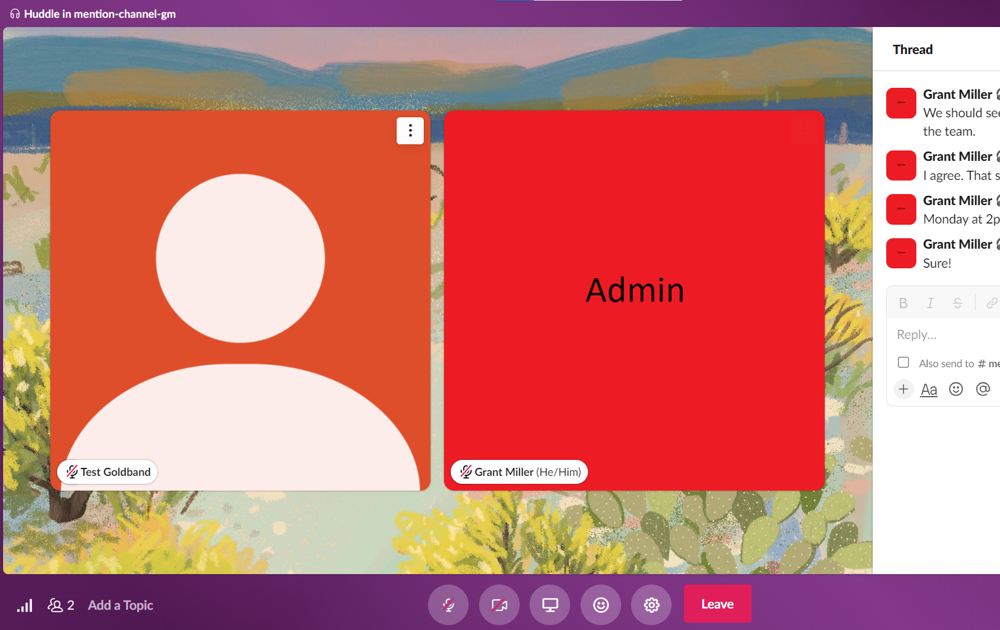 Huddle in mention-channel-gm
Admin
Test Goldband
Grant Miller (He/Him)
2
Add a Topic
Leave
Thread
Grant Miller
We should see
the team.
Grant Miller
I agree. That s
Grant Miller
Monday at 2p
Grant Miller
Sure!
B I S
Reply...
Also send to # me
+ Aa @